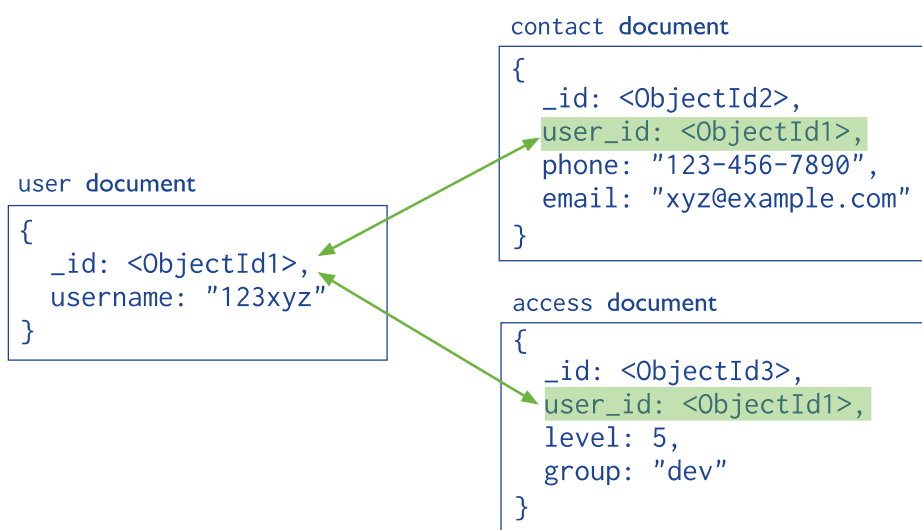 contact document
{
_id: <ObjectId2>,
user_id: <ObjectId1>,
phone: "123-456-7890",
email: "xyz@example.com"
}
user document
{
_id: <ObjectId1>,
username: "123xyz"
}
access document
{
_id: <ObjectId3>,
user_id: <ObjectId1>,
level: 5,
group: "dev"
}